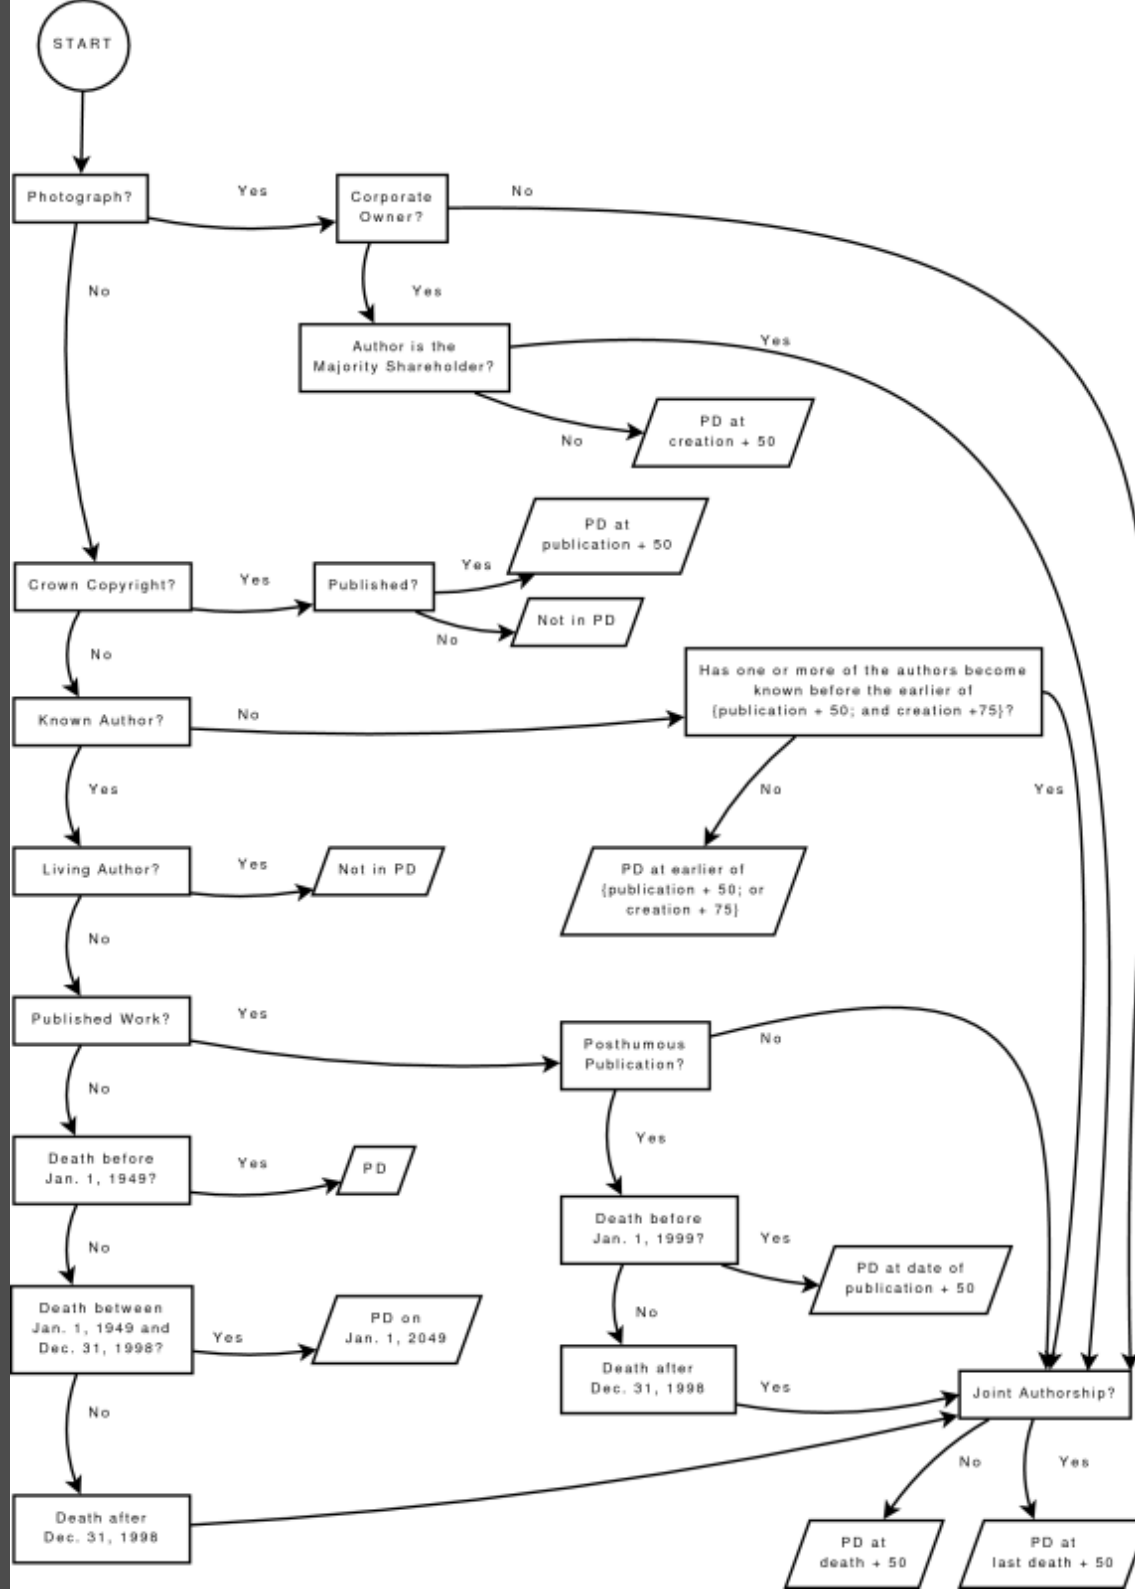 START
Photograph?
Yes
Corporate
Owner?
No
No
Yes
Author is the
Majority Shareholder?
Yes
No
PD at
creation + 50
PD at
publication + 50
Crown Copyright?
Yes
Published?
Yes
No
Not in PD
No
Known Author?
No
Has one or more of the authors become
known before the earlier of
{publication + 50; and creation +75}?
Yes
No
Yes
Living Author?
Yes
Not in PD
PD at earlier of
{publication + 50; or
creation + 75}
No
Published Work?
Yes
Posthumous
Publication?
No
No
Yes
Death before
Jan. 1, 1949?
Yes
PD
Death before
Jan. 1, 1999?
Yes
PD at date of
publication + 50
No
No
Death between
Jan. 1, 1949 and
Dec. 31, 1998?
Yes
PD on
Jan. 1, 2049
Death after
Dec. 31, 1998
Yes
Joint Authorship?
No
No
Yes
Death after
Dec. 31, 1998
PD at
death + 50
PD at
last death + 50